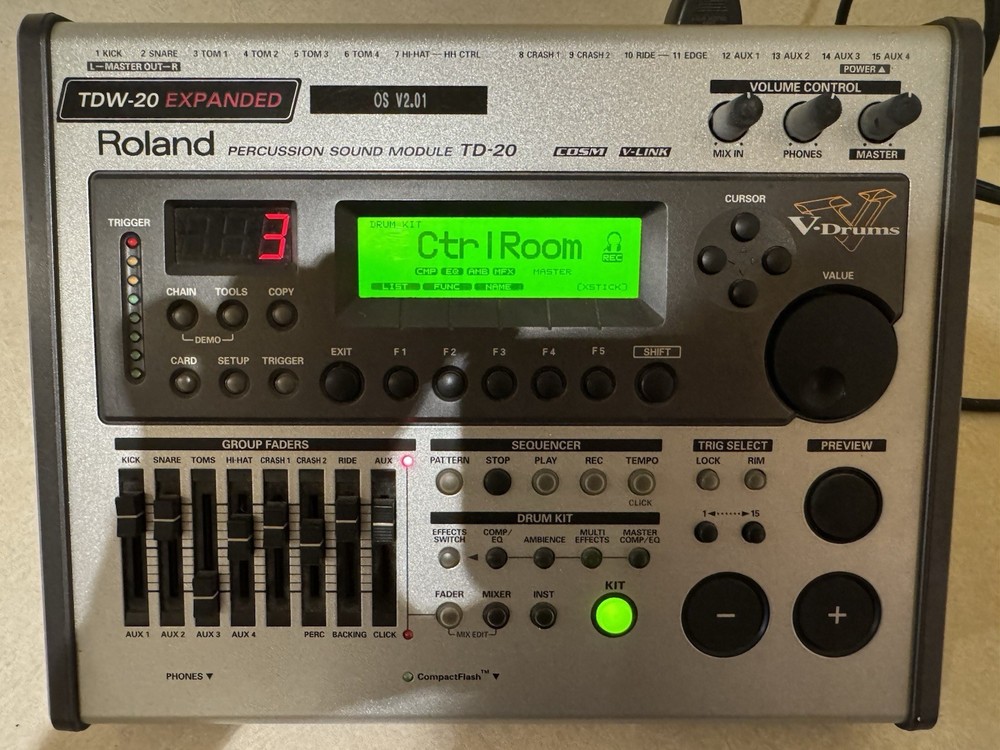 1 KICK 2 SNARE 3 TOM 1 4 TOM 2 5 TOM 3 6 TOM 4 7 HI-HAT — HH CTRL 8 CRASH 1 9 CRASH 2 10 RIDE — 11 EDGE 12 AUX 1 13 AUX 2 14 AUX 3 15 AUX 4
L—MASTER OUT—R
POWER ▲
TDW-20 EXPANDED
OS V2.01
VOLUME CONTROL
Roland PERCUSSION SOUND MODULE TD-20
COSM V-LINK
MIX IN PHONES MASTER
TRIGGER
3
DRUM KIT
CtrlRoom
REC
CMP EQ AMB MFX MASTER
LIST FUNC NAME [XSTICK]
CURSOR
V-Drums
VALUE
CHAIN TOOLS COPY
DEMO
CARD SETUP TRIGGER
EXIT F1 F2 F3 F4 F5 SHIFT
GROUP FADERS
KICK SNARE TOMS HI-HAT CRASH 1 CRASH 2 RIDE AUX
AUX 1 AUX 2 AUX 3 AUX 4 PERC BACKING CLICK
SEQUENCER
PATTERN STOP PLAY REC TEMPO
CLICK
DRUM KIT
EFFECTS SWITCH
COMP/EQ
AMBIENCE
MULTI EFFECTS
MASTER COMP/EQ
FADER MIXER INST
MIX EDIT
KIT
TRIG SELECT
LOCK RIM
1 ◄·····► 15
PREVIEW
− +
PHONES ▼
CompactFlash™ ▼